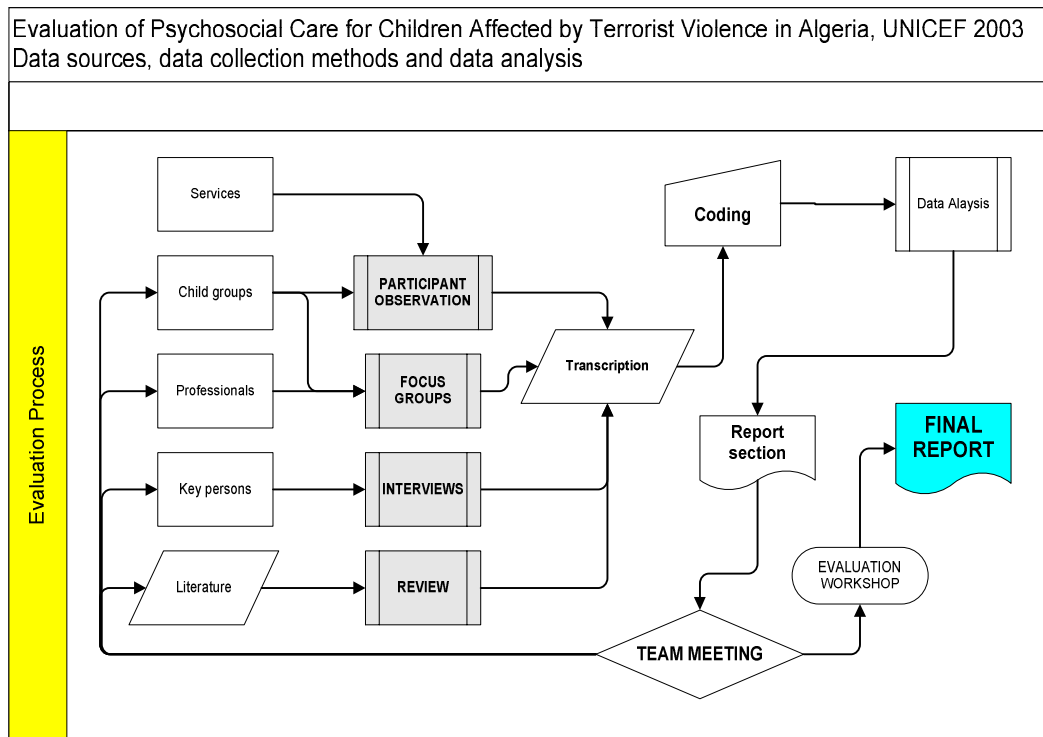 Evaluation of Psychosocial Care for Children Affected by Terrorist Violence in Algeria, UNICEF 2003
Data sources, data collection methods and data analysis
Evaluation Process
Services
Coding
Data Alaysis
Child groups
PARTICIPANT
OBSERVATION
Transcription
Professionals
FOCUS
GROUPS
Report
section
FINAL
REPORT
Key persons
INTERVIEWS
Literature
REVIEW
EVALUATION
WORKSHOP
TEAM MEETING